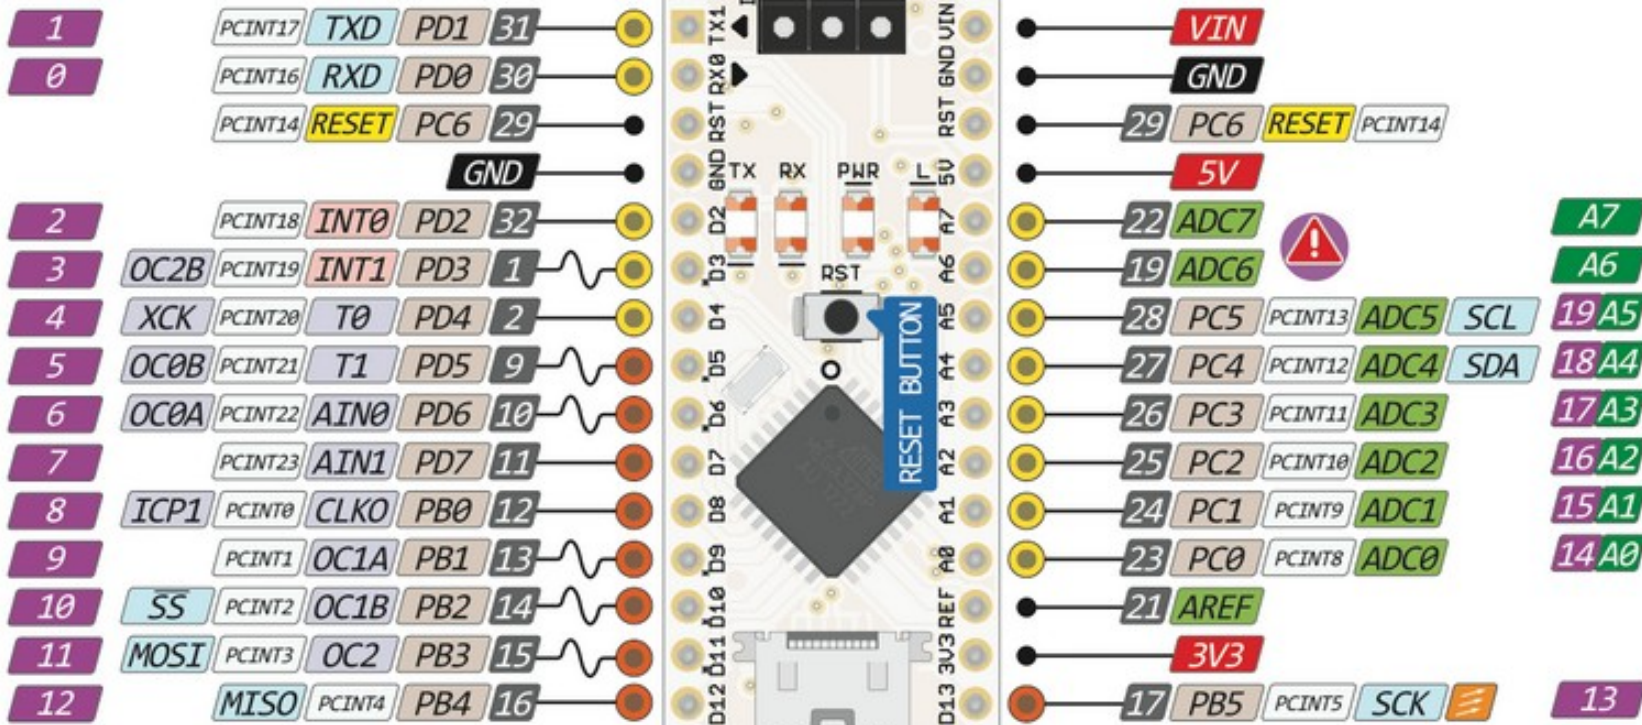 1 PCINT17 TXD PD1 31 TX1 VIN VIN
0 PCINT16 RXD PD0 30 RX0 GND GND
PCINT14 RESET PC6 29 RST RST 29 PC6 RESET PCINT14
GND GND TX RX PWR L 5V 5V
2 PCINT18 INT0 PD2 32 D2 A7 22 ADC7 A7
3 OC2B PCINT19 INT1 PD3 1 D3 RST A6 19 ADC6 A6
4 XCK PCINT20 T0 PD4 2 D4 A5 28 PC5 PCINT13 ADC5 SCL 19 A5
5 OC0B PCINT21 T1 PD5 9 D5 A4 27 PC4 PCINT12 ADC4 SDA 18 A4
RESET BUTTON
6 OC0A PCINT22 AIN0 PD6 10 D6 A3 26 PC3 PCINT11 ADC3 17 A3
7 PCINT23 AIN1 PD7 11 D7 A2 25 PC2 PCINT10 ADC2 16 A2
8 ICP1 PCINT0 CLKO PB0 12 D8 A1 24 PC1 PCINT9 ADC1 15 A1
9 PCINT1 OC1A PB1 13 D9 A0 23 PC0 PCINT8 ADC0 14 A0
10 SS PCINT2 OC1B PB2 14 D10 REF 21 AREF
11 MOSI PCINT3 OC2 PB3 15 D11 3V3 3V3
12 MISO PCINT4 PB4 16 D12 D13 17 PB5 PCINT5 SCK 13